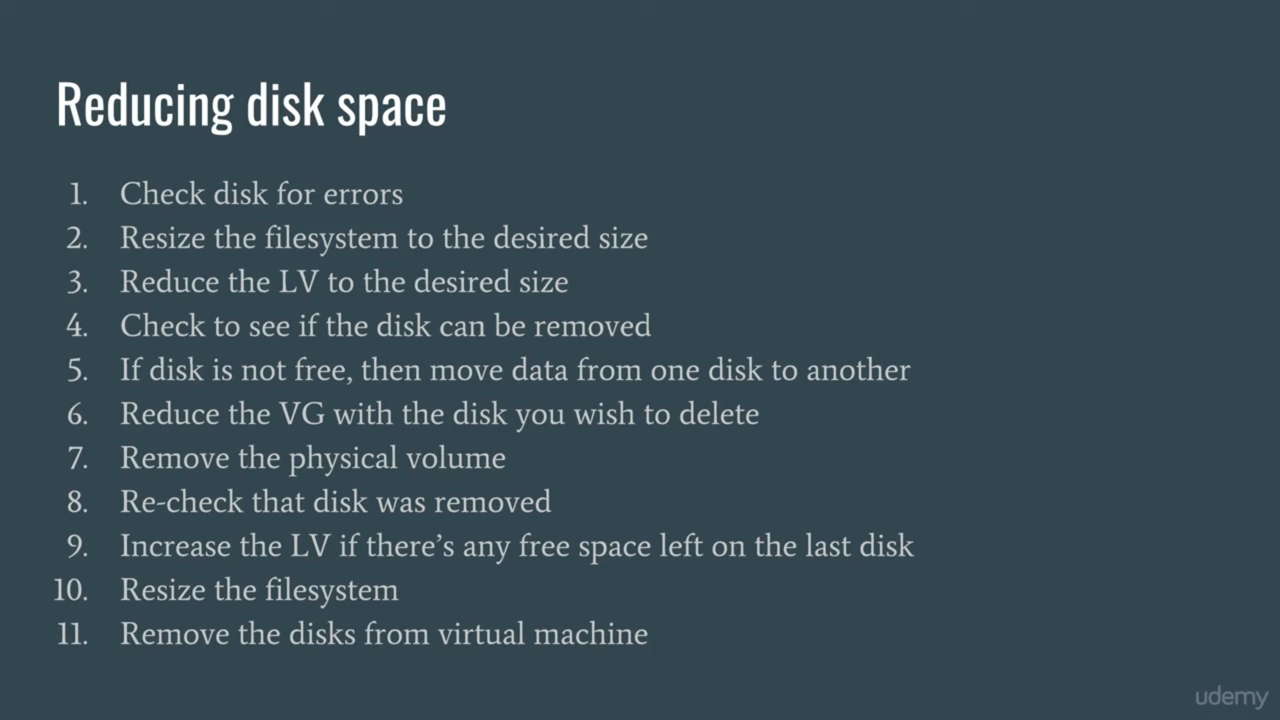 Reducing disk space
1. Check disk for errors
2. Resize the filesystem to the desired size
3. Reduce the LV to the desired size
4. Check to see if the disk can be removed
5. If disk is not free, then move data from one disk to another
6. Reduce the VG with the disk you wish to delete
7. Remove the physical volume
8. Re-check that disk was removed
9. Increase the LV if there’s any free space left on the last disk
10. Resize the filesystem
11. Remove the disks from virtual machine
udemy